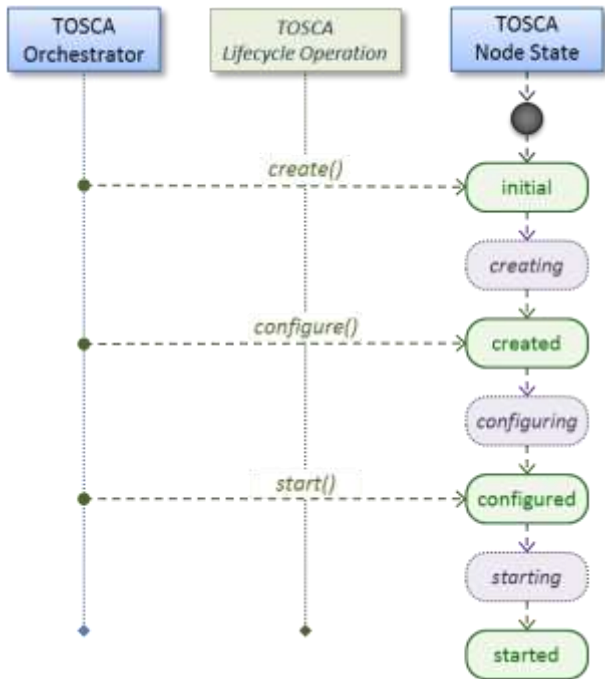 TOSCA
Orchestrator
TOSCA
Lifecycle Operation
TOSCA
Node State
create()
initial
creating
configure()
created
configuring
start()
configured
starting
started